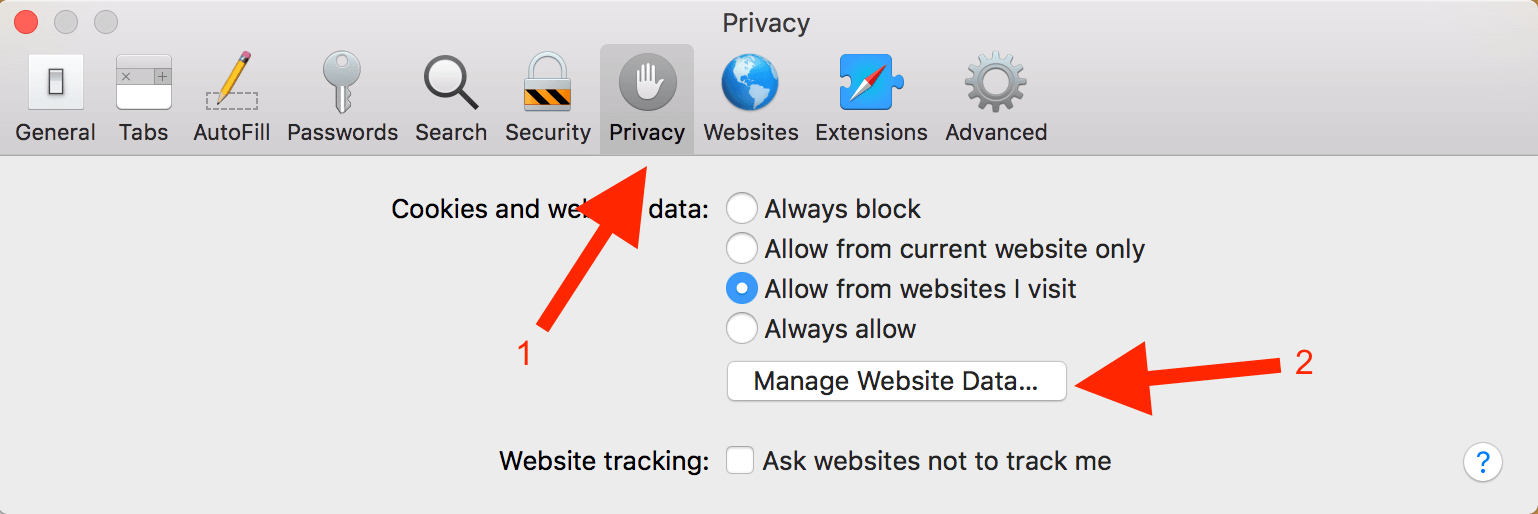 Privacy
General Tabs AutoFill Passwords Search Security Privacy Websites Extensions Advanced
Cookies and data: Always block
Allow from current website only
Allow from websites I visit
Always allow
1
Manage Website Data... 2
Website tracking: Ask websites not to track me
?